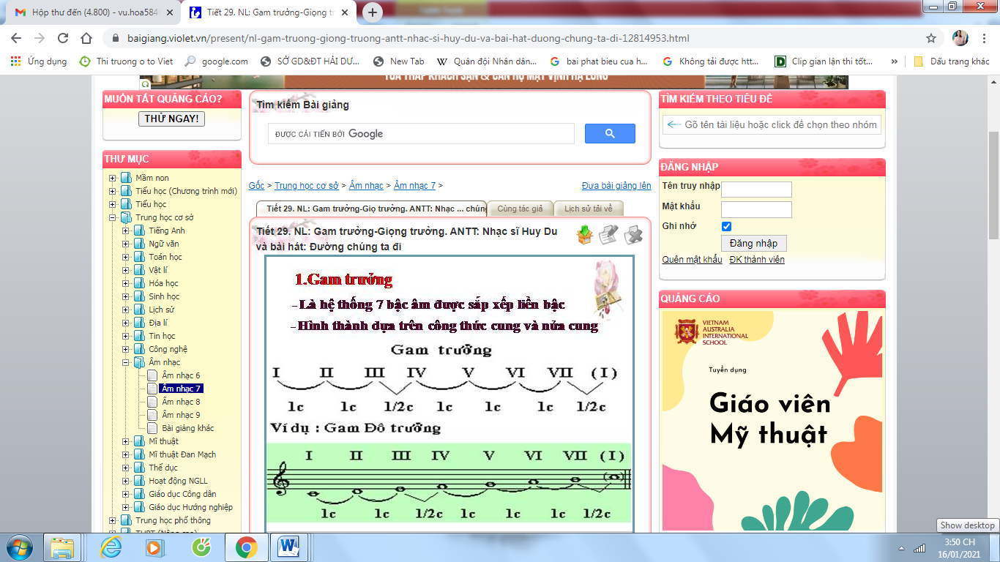 Hộp thư đến (4.800) - vu.hoa584
Tiết 29. NL: Gam trưởng-Giọng tr
baigiang.violet.vn/present/nl-gam-truong-giong-truong-antt-nhac-si-huy-du-va-bai-hat-duong-chung-ta-di-12814953.html
Ứng dụng
Thi truong o to Viet
google.com
SỞ GD&ĐT HẢI DƯ...
New Tab
Quân đội Nhân dân...
bai phat bieu cua h...
Không tải được htt...
Clip gian lận thi tốt...
»
Dấu trang khác
TÒA THÁP KHÁCH SẠN & CĂN HỘ MẶT VỊNH HẠ LONG
MUỐN TẮT QUẢNG CÁO?
THỬ NGAY!
THƯ MỤC
Mầm non
Tiểu học (Chương trình mới)
Tiểu học
Trung học cơ sở
Tiếng Anh
Ngữ văn
Toán học
Vật lí
Hóa học
Sinh học
Lịch sử
Địa lí
Tin học
Công nghệ
Âm nhạc
Âm nhạc 6
Âm nhạc 7
Âm nhạc 8
Âm nhạc 9
Bài giảng khác
Mĩ thuật
Mĩ thuật Đan Mạch
Thể dục
Hoạt động NGLL
Giáo dục Công dân
Giáo dục Hướng nghiệp
Trung học phổ thông
Tìm kiếm Bài giảng
ĐƯỢC CẢI TIẾN BỞI Google
Gốc > Trung học cơ sở > Âm nhạc > Âm nhạc 7 >
Đưa bài giảng lên
Tiết 29. NL: Gam trưởng-Gio trưởng. ANTT: Nhạc ... chún
Cùng tác giả
Lịch sử tải về
Tiết 29. NL: Gam trưởng-Giọng trưởng. ANTT: Nhạc sĩ Huy Du
và bài hát: Đường chúng ta đi
1.Gam trưởng
-Là hệ thống 7 bậc âm được sắp xếp liền bậc
-Hình thành dựa trên công thức cung và nửa cung
Gam trưởng
I II III IV V VI VII (I)
1c 1c 1/2c 1c 1c 1c 1/2c
Ví dụ : Gam Đô trưởng
I II III IV V VI VII (I)
1c 1c 1/2c 1c 1c 1c 1/2c
TÌM KIẾM THEO TIÊU ĐỀ
Gõ tên tài liệu hoặc click để chọn theo nhóm
ĐĂNG NHẬP
Tên truy nhập
Mật khẩu
Ghi nhớ
Đăng nhập
Quên mật khẩu ĐK thành viên
QUẢNG CÁO
VIETNAM
AUSTRALIA
INTERNATIONAL
SCHOOL
Tuyển dụng
Giáo viên
Mỹ thuật
Show desktop
3:50 CH
16/01/2021